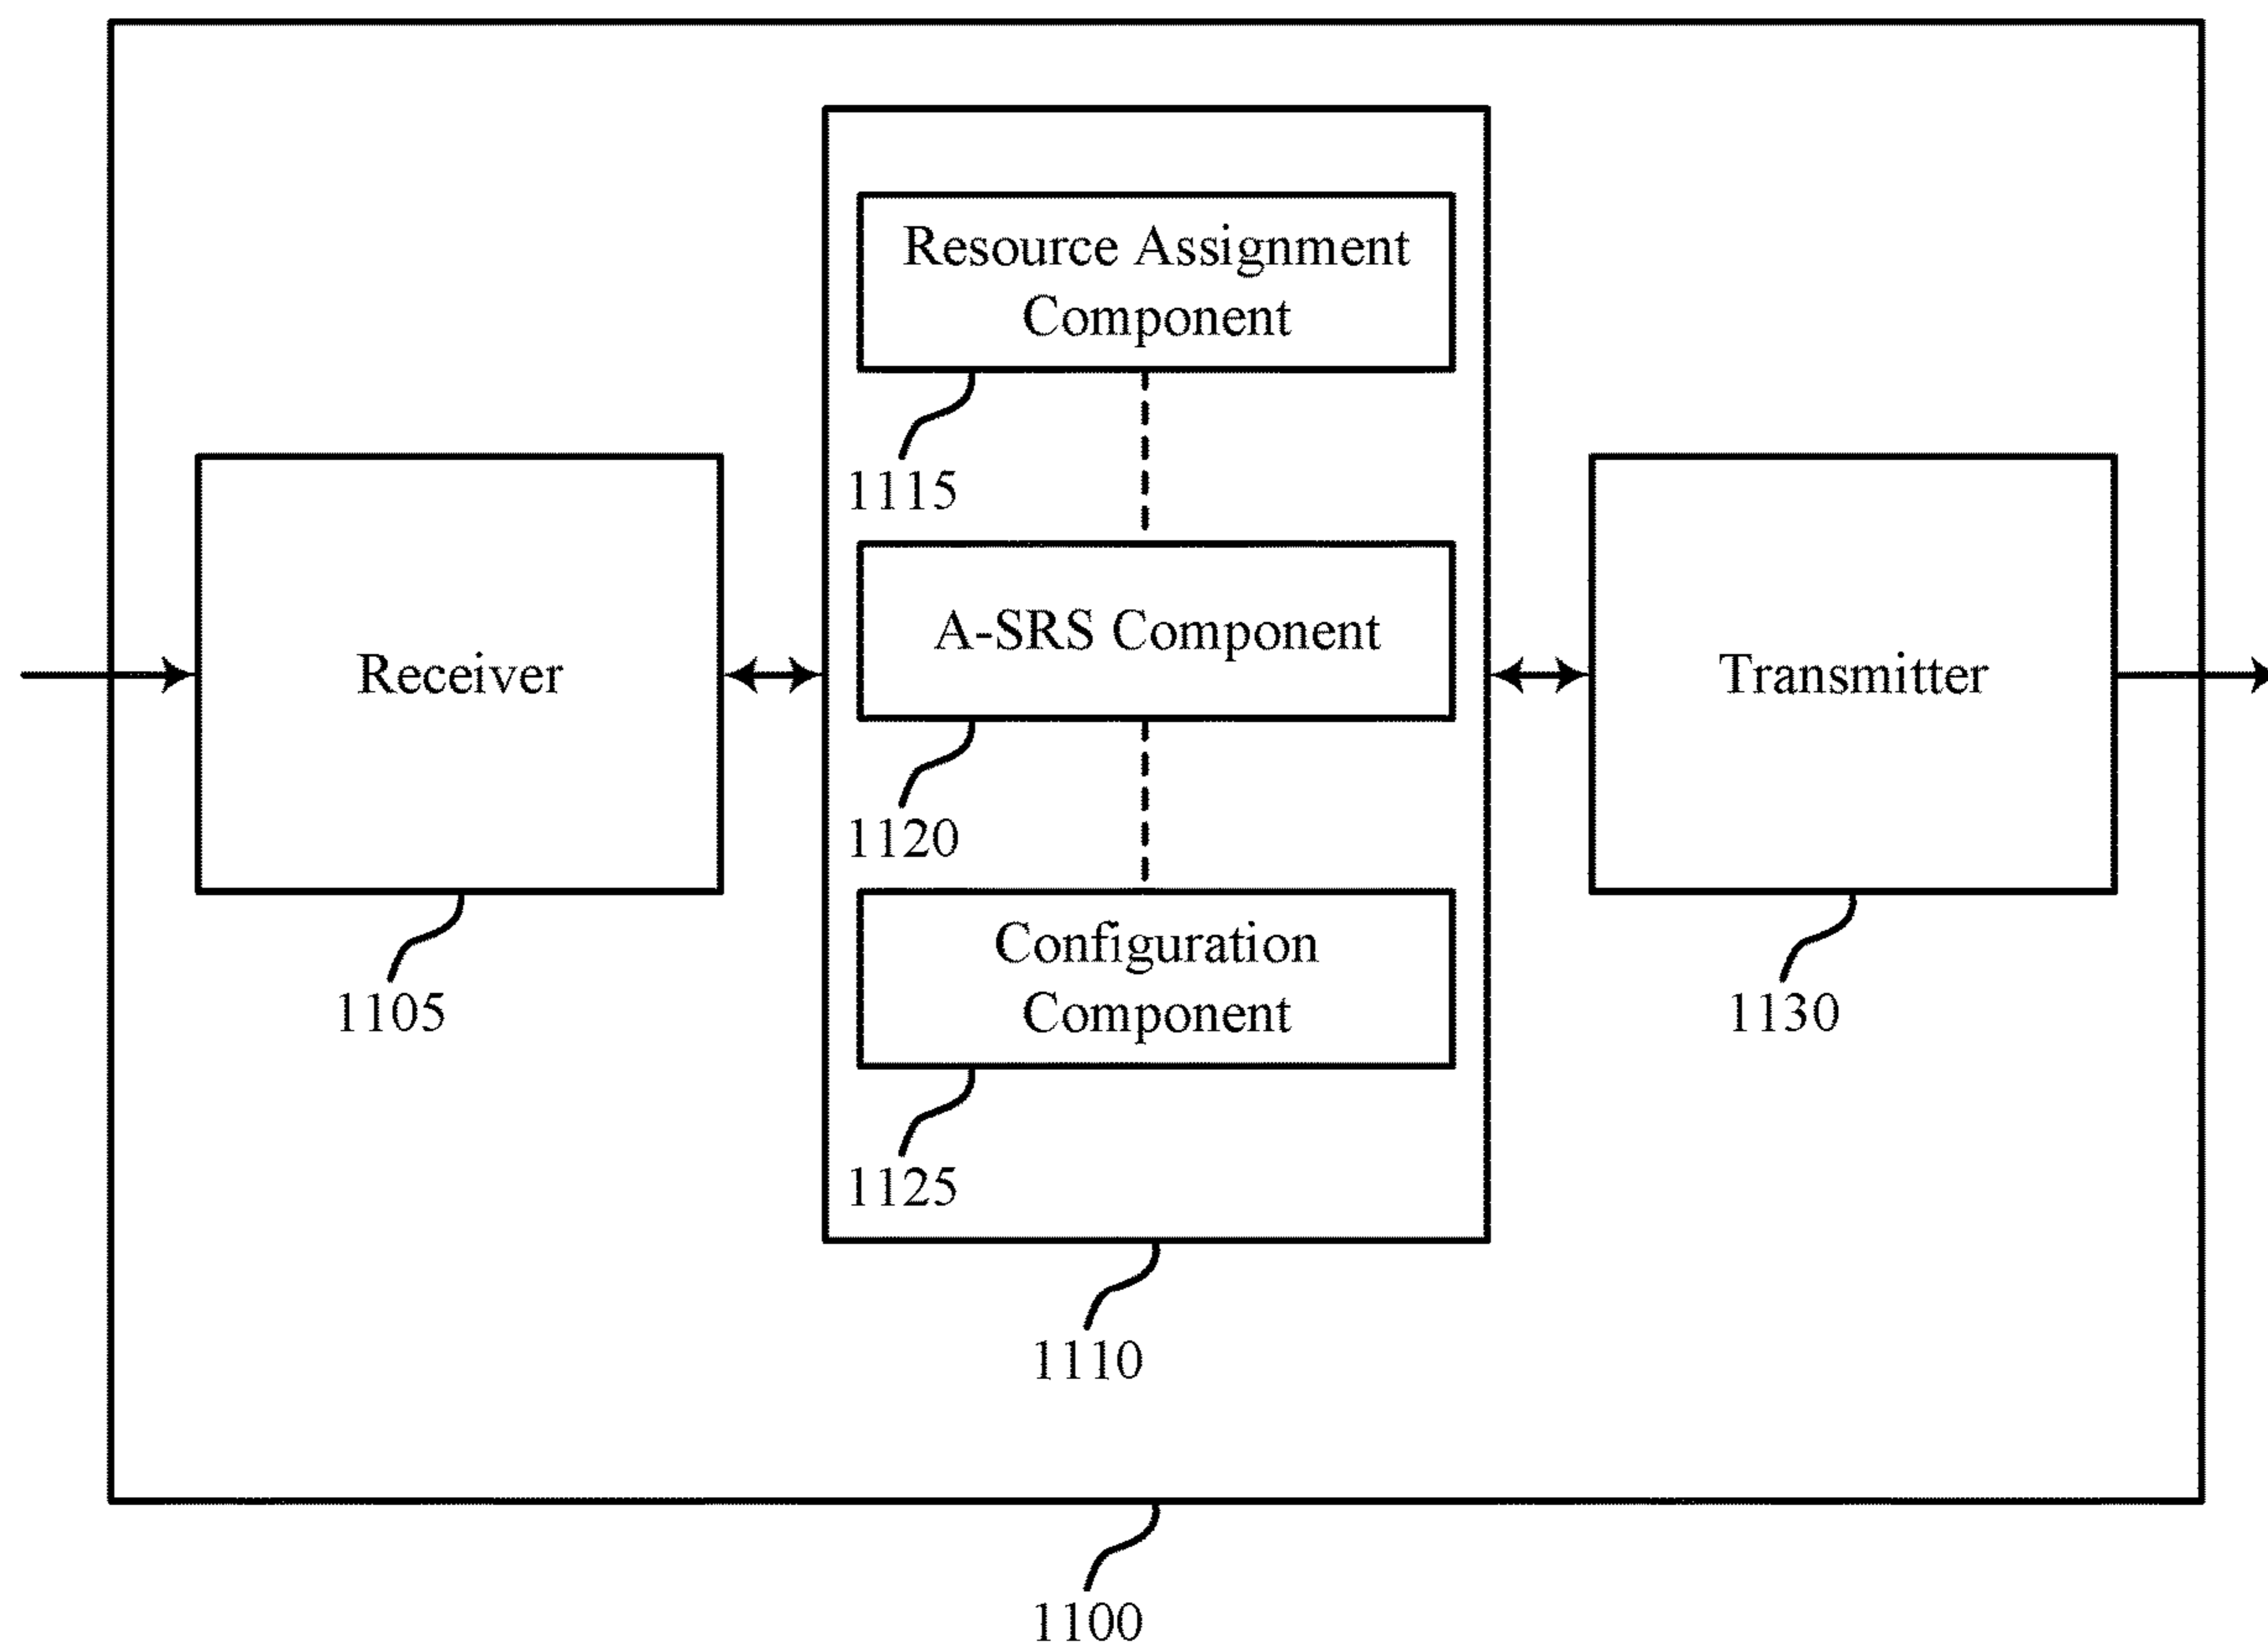 Resource Assignment
Component
1115
Receiver
A-SRS Component
Transmitter
1120
Configuration
Component
1105
1130
1125
1110
1100